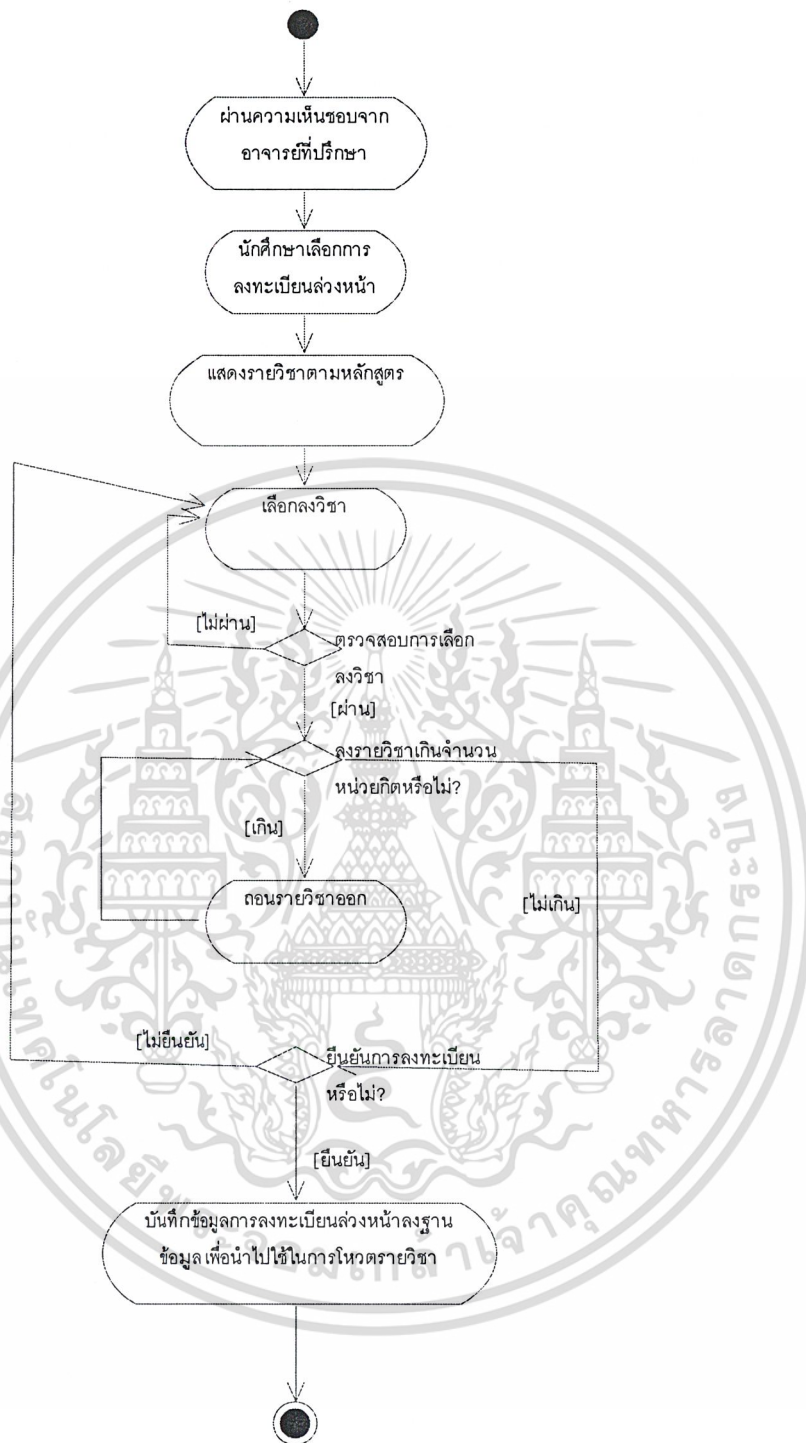 ผ่านความเห็นชอบจาก
อาจารย์ที่ปรึกษา
นักศึกษาเลือกการ
ลงทะเบียนล่วงหน้า
แสดงรายวิชาตามหลักสูตร
เลือกลงวิชา
[ไม่ผ่าน]
ตรวจสอบการเลือก
ลงวิชา
[ผ่าน]
ลงรายวิชาเกินจำนวน
หน่วยกิตหรือไม่?
[เกิน]
ถอนรายวิชาออก
[ไม่เกิน]
[ไม่ยืนยัน]
ยืนยันการลงทะเบียน
หรือไม่?
[ยืนยัน]
บันทึกข้อมูลการลงทะเบียนล่วงหน้าลงฐาน
ข้อมูล เพื่อนำไปใช้ในการโหวตรายวิชา